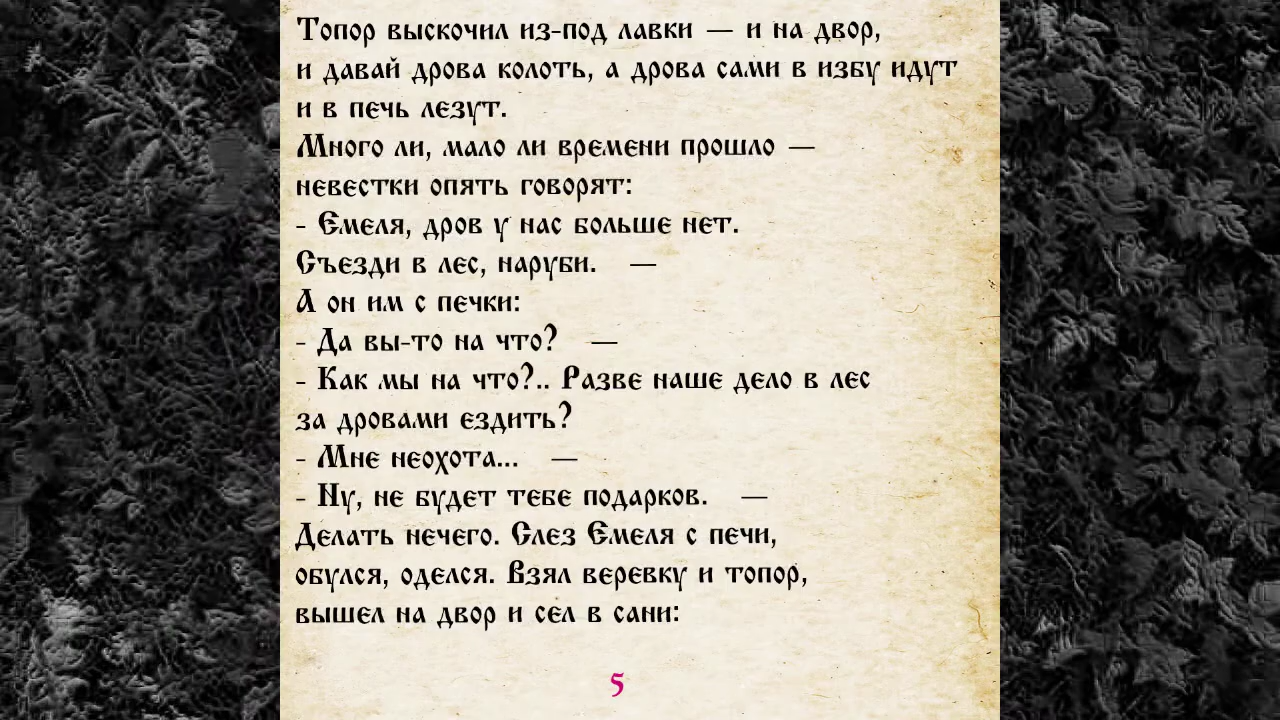 Топор выскочил из-под лавки — и на двор,
и давай дрова колоть, а дрова сами в избу идут
и в печь лезут.
Много ли, мало ли времени прошло —
невестки опять говорят:
- Емеля, дров у нас больше нет.
Съезди в лес, наруби. —
А он им с печки:
- Да вы-то на что? —
- Как мы на что?.. Разве наше дело в лес
за дровами ездить?
- Мне неохота... —
- Ну, не будет тебе подарков. —
Делать нечего. Слез Емеля с печи,
обулся, оделся. Взял веревку и топор,
вышел на двор и сел в сани:
5